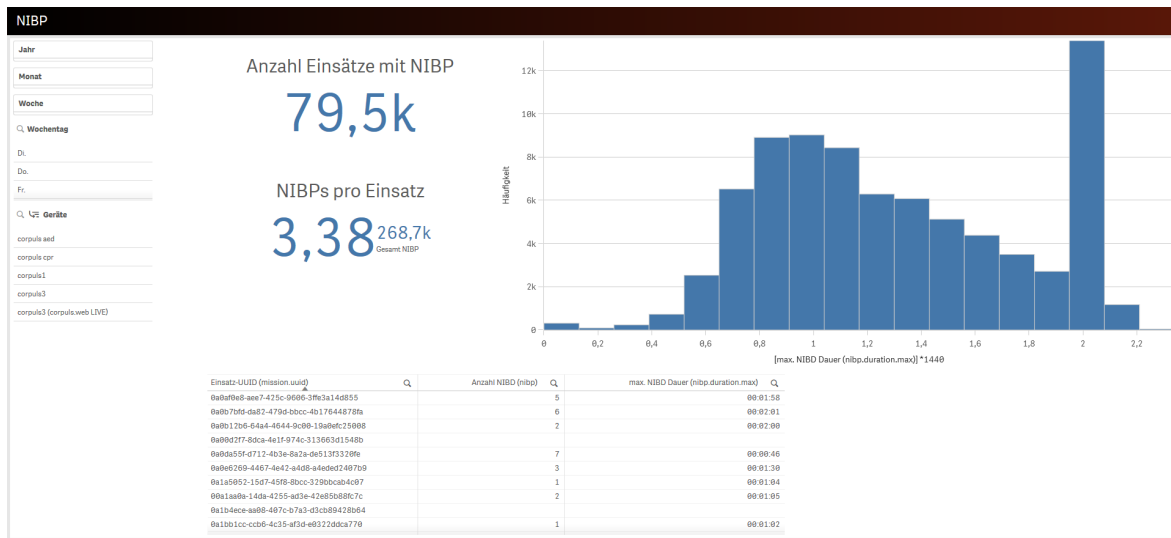 NIBP
Jahr
Monat
Woche
Wochentag
Di.
Do.
Fr.
Geräte
corpuls aed
corpuls cpr
corpuls1
corpuls3
corpuls3 (corpuls.web LIVE)
Anzahl Einsätze mit NIBP
79,5k
NIBPs pro Einsatz
3,38 268,7k
Gesamt NIBP
Häufigkeit
12k
10k
8k
6k
4k
2k
0
0 0,2 0,4 0,6 0,8 1 1,2 1,4 1,6 1,8 2 2,2
[max. NIBD Dauer (nibp.duration.max)] *1440
Einsatz-UUID (mission.uuid) Anzahl NIBD (nibp) max. NIBD Dauer (nibp.duration.max)
0a0af0e8-aee7-425c-9606-3ffe3a14d855 5 00:01:58
0a0b7bfd-da82-479d-bbcc-4b17644878fa 6 00:02:01
0a0b12b6-64a4-4644-9c00-19a0efc25008 2 00:02:00
0a00d2f7-8dca-4e1f-974c-313663d1548b
0a0da55f-d712-4b3e-8a2a-de513f3320fe 7 00:00:46
0a0e6269-4467-4e42-a4d8-a4eded2407b9 3 00:01:30
0a1a5052-15d7-45f8-8bcc-329bbcab4c07 1 00:01:04
00a1aa0a-14da-4255-ad3e-42e85b88fc7c 2 00:01:05
0a1b4ece-aa08-407c-b7a3-d3cb89428b64
0a1bb1cc-ccb6-4c35-af3d-e0322ddca770 1 00:01:02